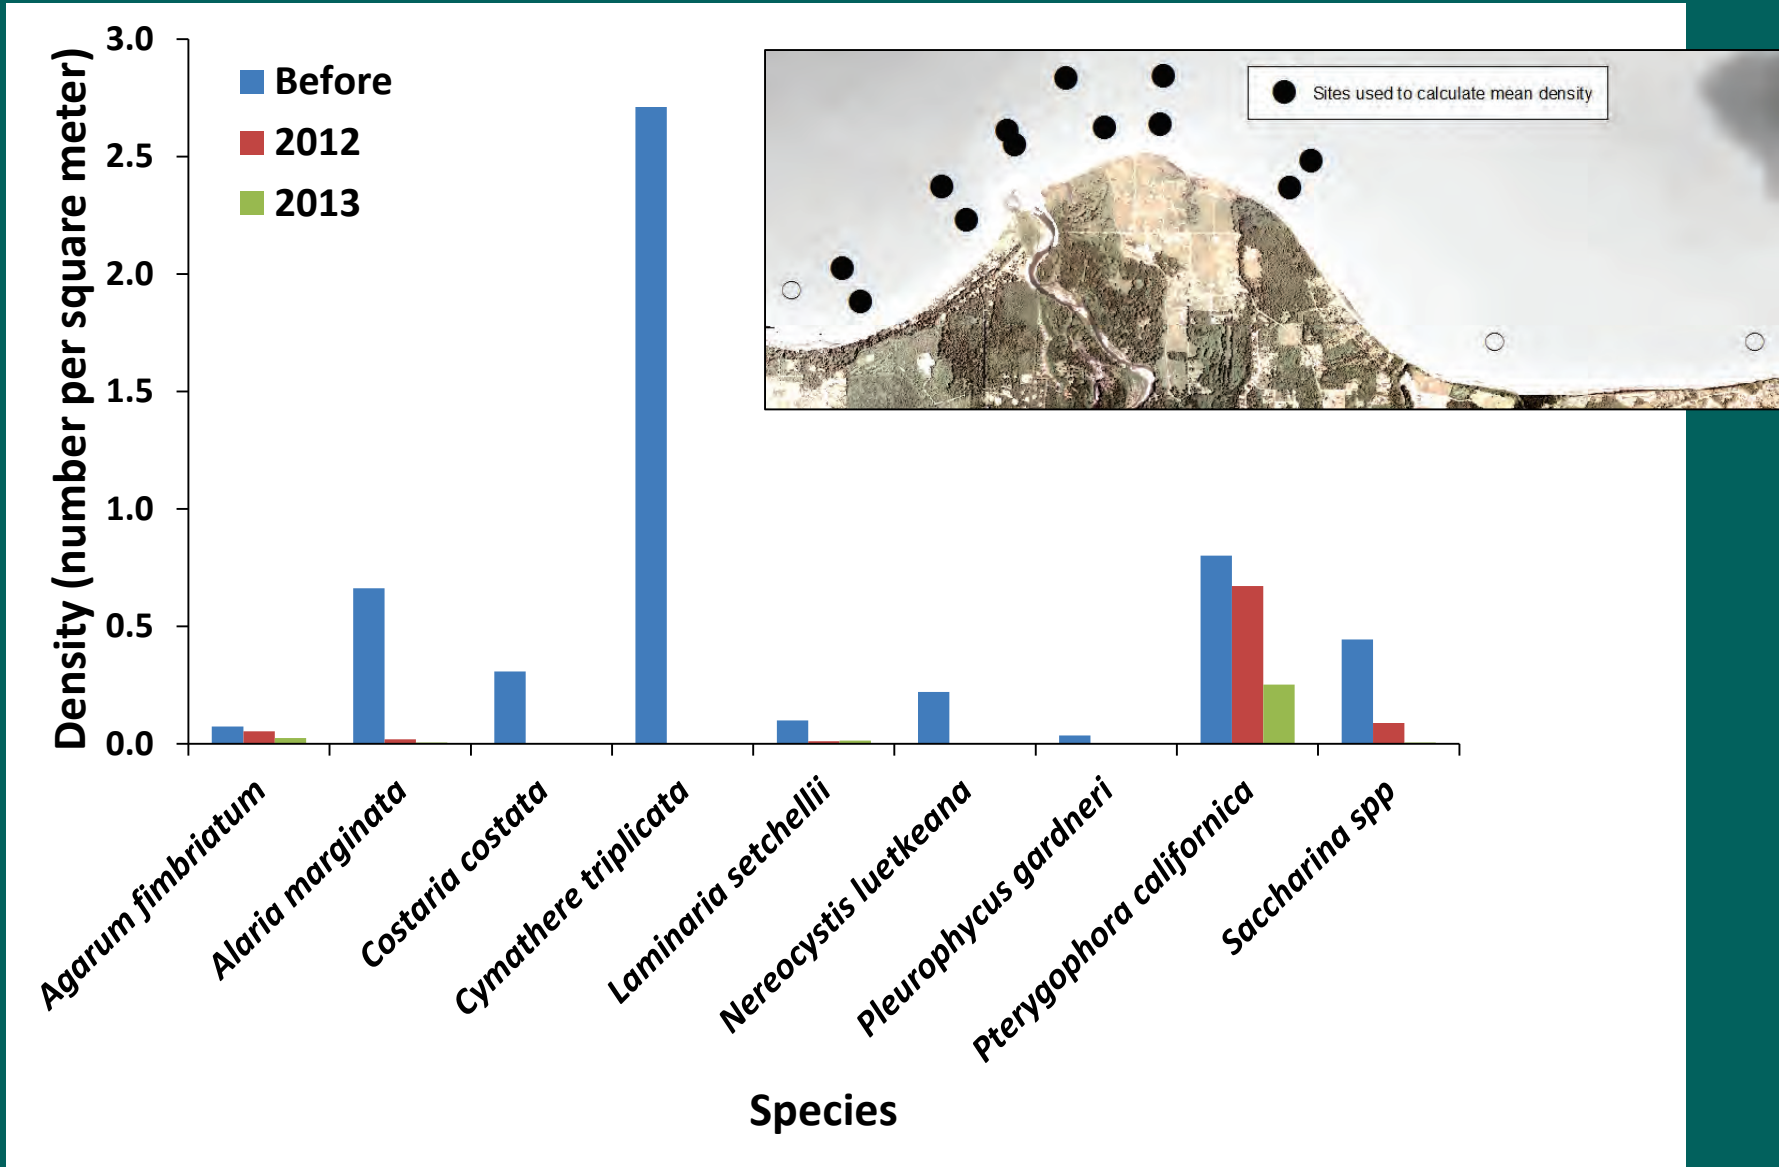 Density (number per square meter)
3.0
2.5
2.0
1.5
1.0
0.5
0.0
Before
2012
2013
Sites used to calculate mean density
Agarum fimbriatum
Alaria marginata
Costaria costata
Cymathere triplicata
Laminaria setchellii
Nereocystis luetkeana
Pleurophycus gardneri
Pterygophora californica
Saccharina spp
Species